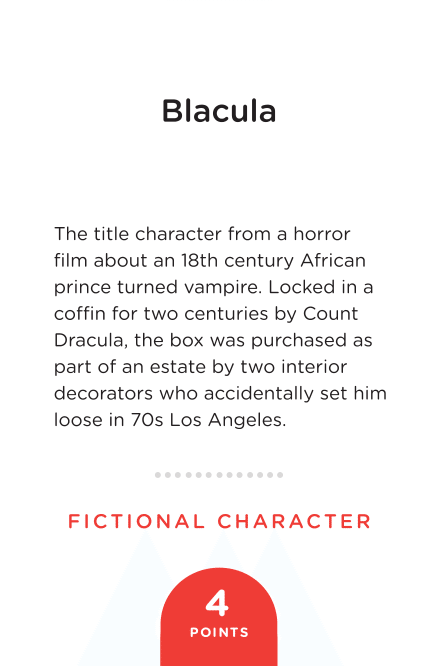 Blacula
The title character from a horror
film about an 18th century African
prince turned vampire. Locked in a
coffin for two centuries by Count
Dracula, the box was purchased as
part of an estate by two interior
decorators who accidentally set him
loose in 70s Los Angeles.
FICTIONAL CHARACTER
4
POINTS